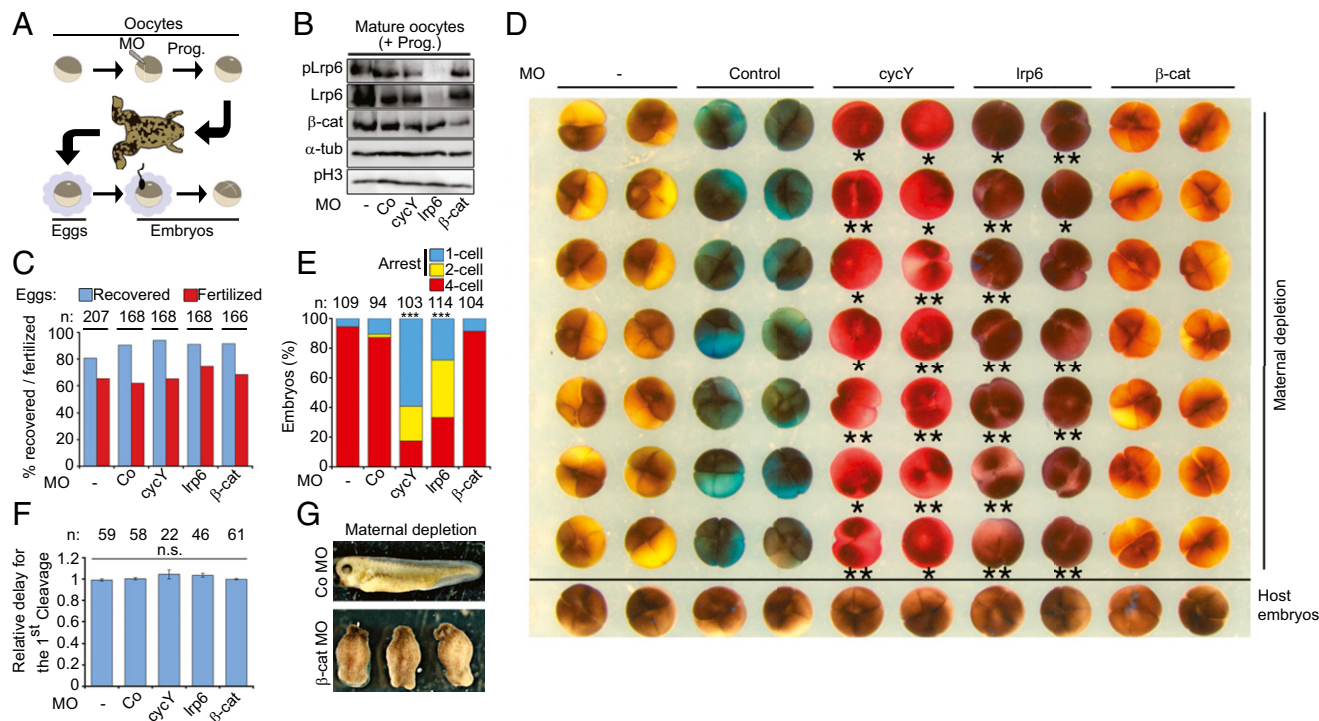 A
Oocytes
MO
Prog.
Eggs
Embryos
B
Mature oocytes
(+ Prog.)
pLrp6
Lrp6
β-cat
α-tub
pH3
MO - Co cycY lrp6 β-cat
C
Eggs: Recovered Fertilized
n: 207 168 168 168 166
% recovered / fertilized
100
80
60
40
20
0
MO - Co cycY lrp6 β-cat
D
MO - Control cycY lrp6 β-cat
* * * **
** * ** *
* ** **
* ** ** **
** ** ** **
* ** ** **
** * ** **
Maternal depletion
Host
embryos
E
Arrest
1-cell
2-cell
4-cell
n: 109 94 103 114 104
*** ***
Embryos (%)
100
80
60
40
20
0
MO - Co cycY lrp6 β-cat
F
n: 59 58 22 46 61
n.s.
Relative delay for
the 1st Cleavage
1.2
1
0.8
0.6
0.4
0.2
0
MO - Co cycY lrp6 β-cat
G
Maternal depletion
Co MO
β-cat MO